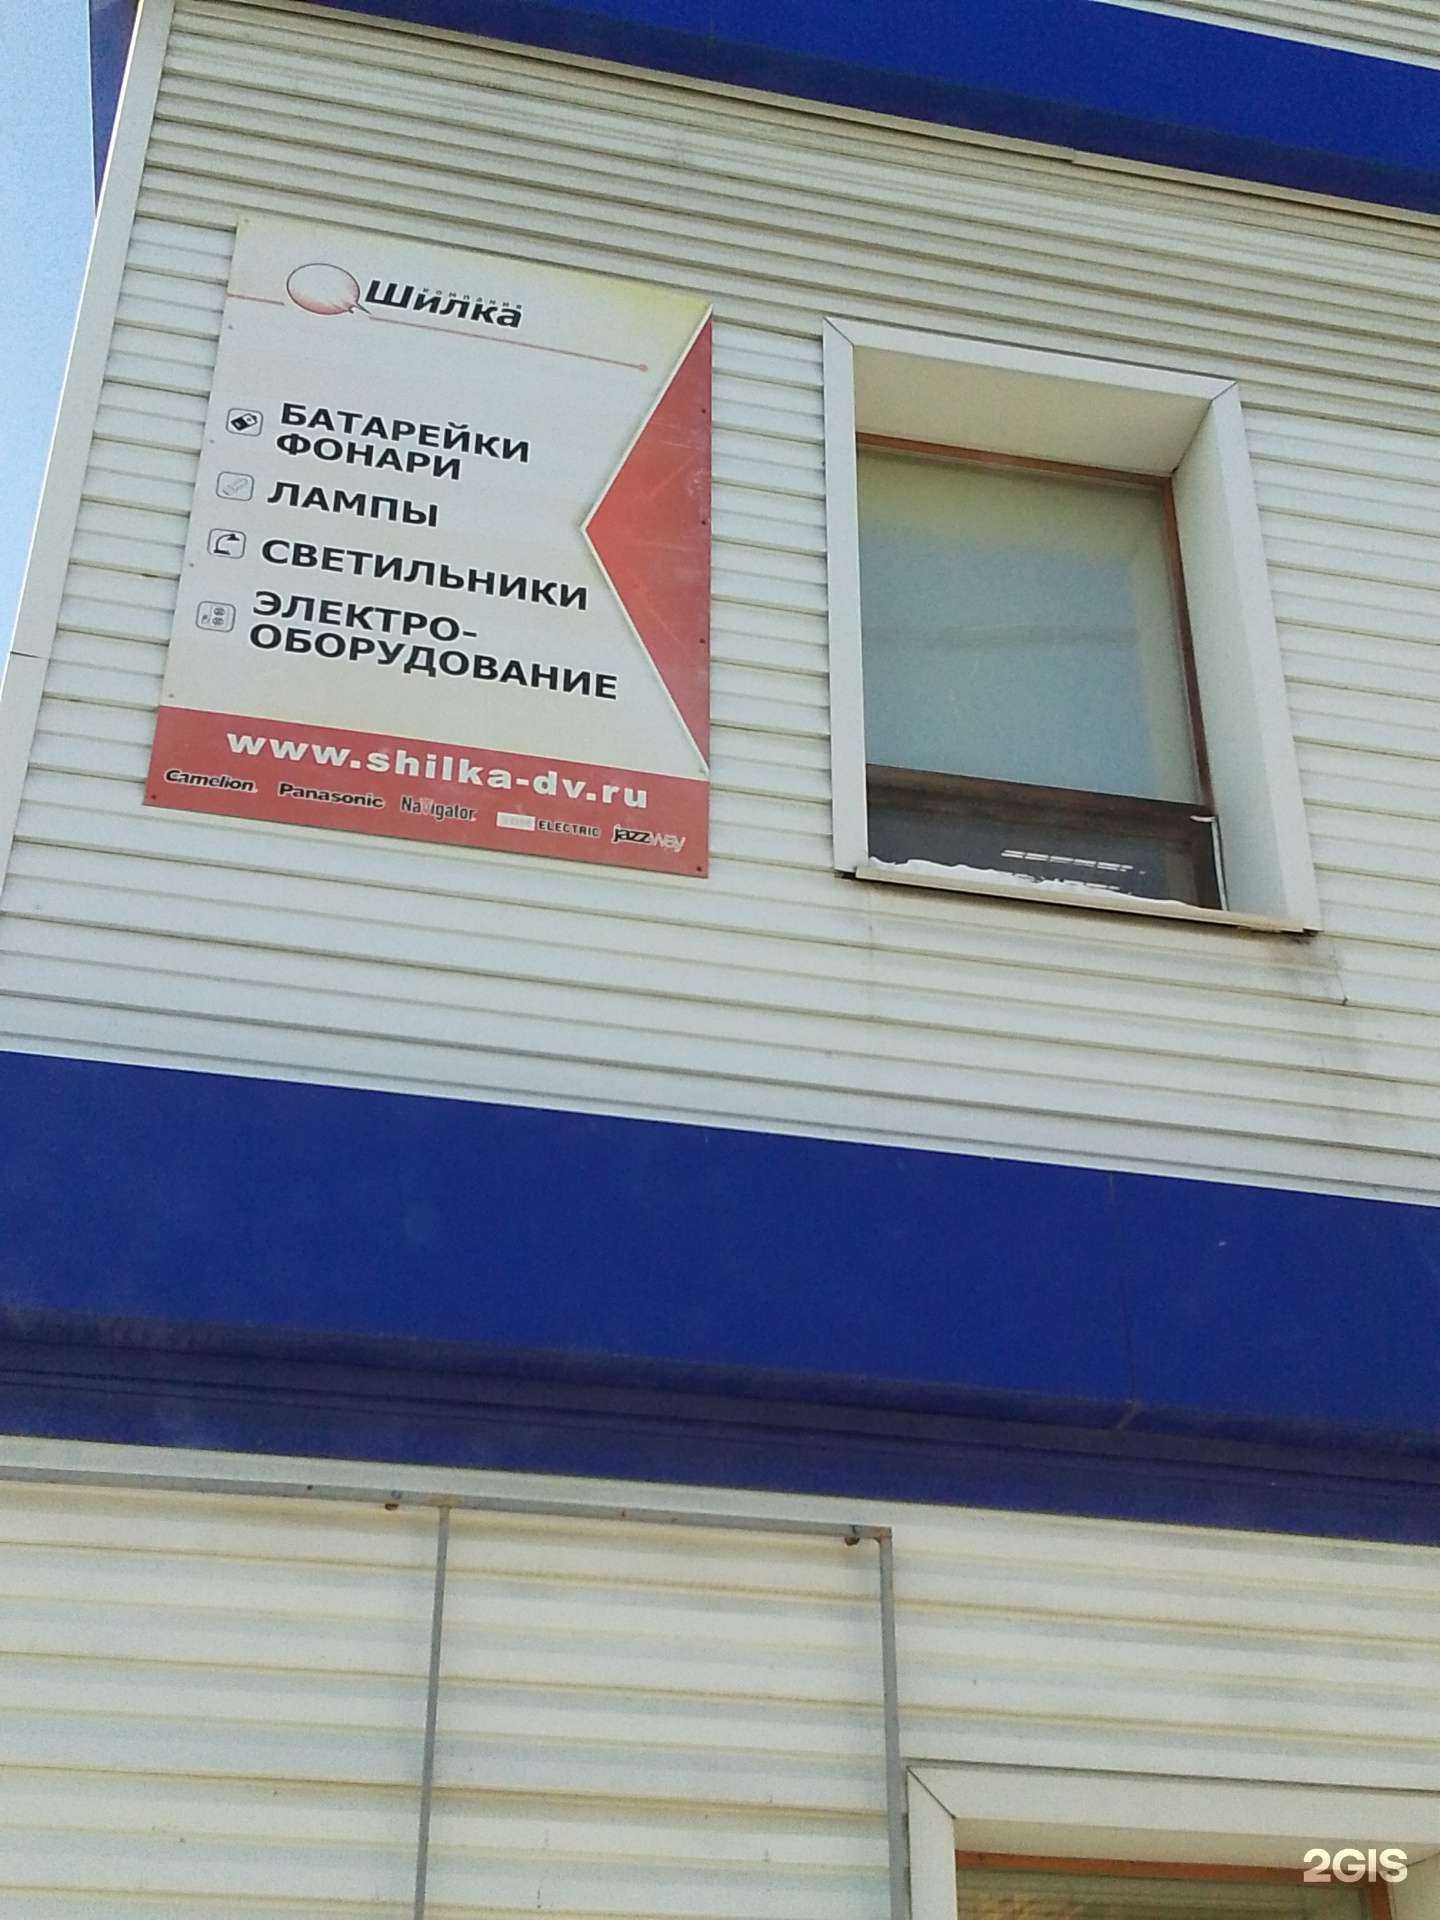 компания
Шилка
БАТАРЕЙКИ
ФОНАРИ
ЛАМПЫ
СВЕТИЛЬНИКИ
ЭЛЕКТРО-
ОБОРУДОВАНИЕ
www.shilka-dv.ru
Camelion Panasonic Navigator ELECTRIC jazzway
2GIS